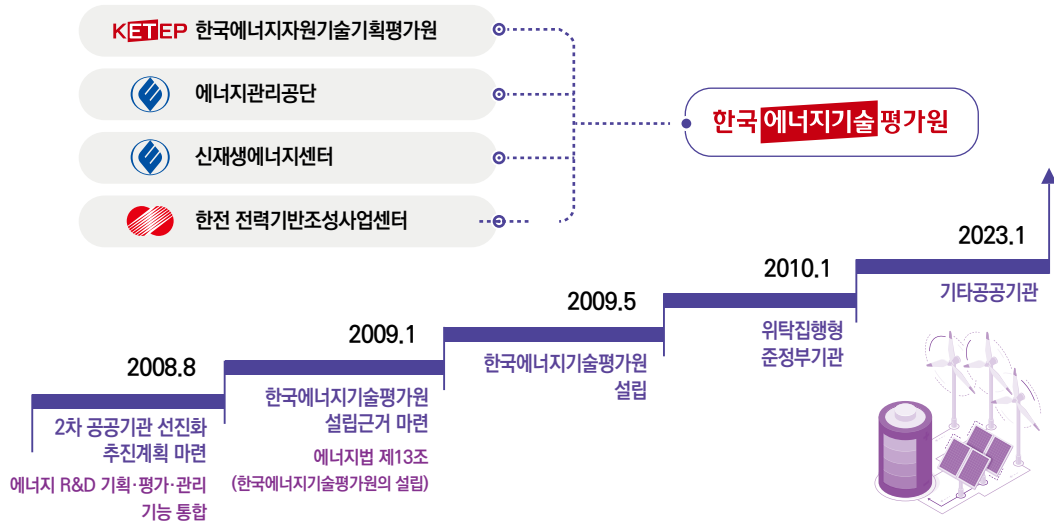 KETEP 한국에너지자원기술기획평가원
에너지관리공단
신재생에너지센터
한전 전력기반조성사업센터
한국에너지기술평가원
2008.8
2차 공공기관 선진화
추진계획 마련
에너지 R&D 기획·평가·관리
기능 통합
2009.1
한국에너지기술평가원
설립근거 마련
에너지법 제13조
(한국에너지기술평가원의 설립)
2009.5
한국에너지기술평가원
설립
2010.1
위탁집행형
준정부기관
2023.1
기타공공기관